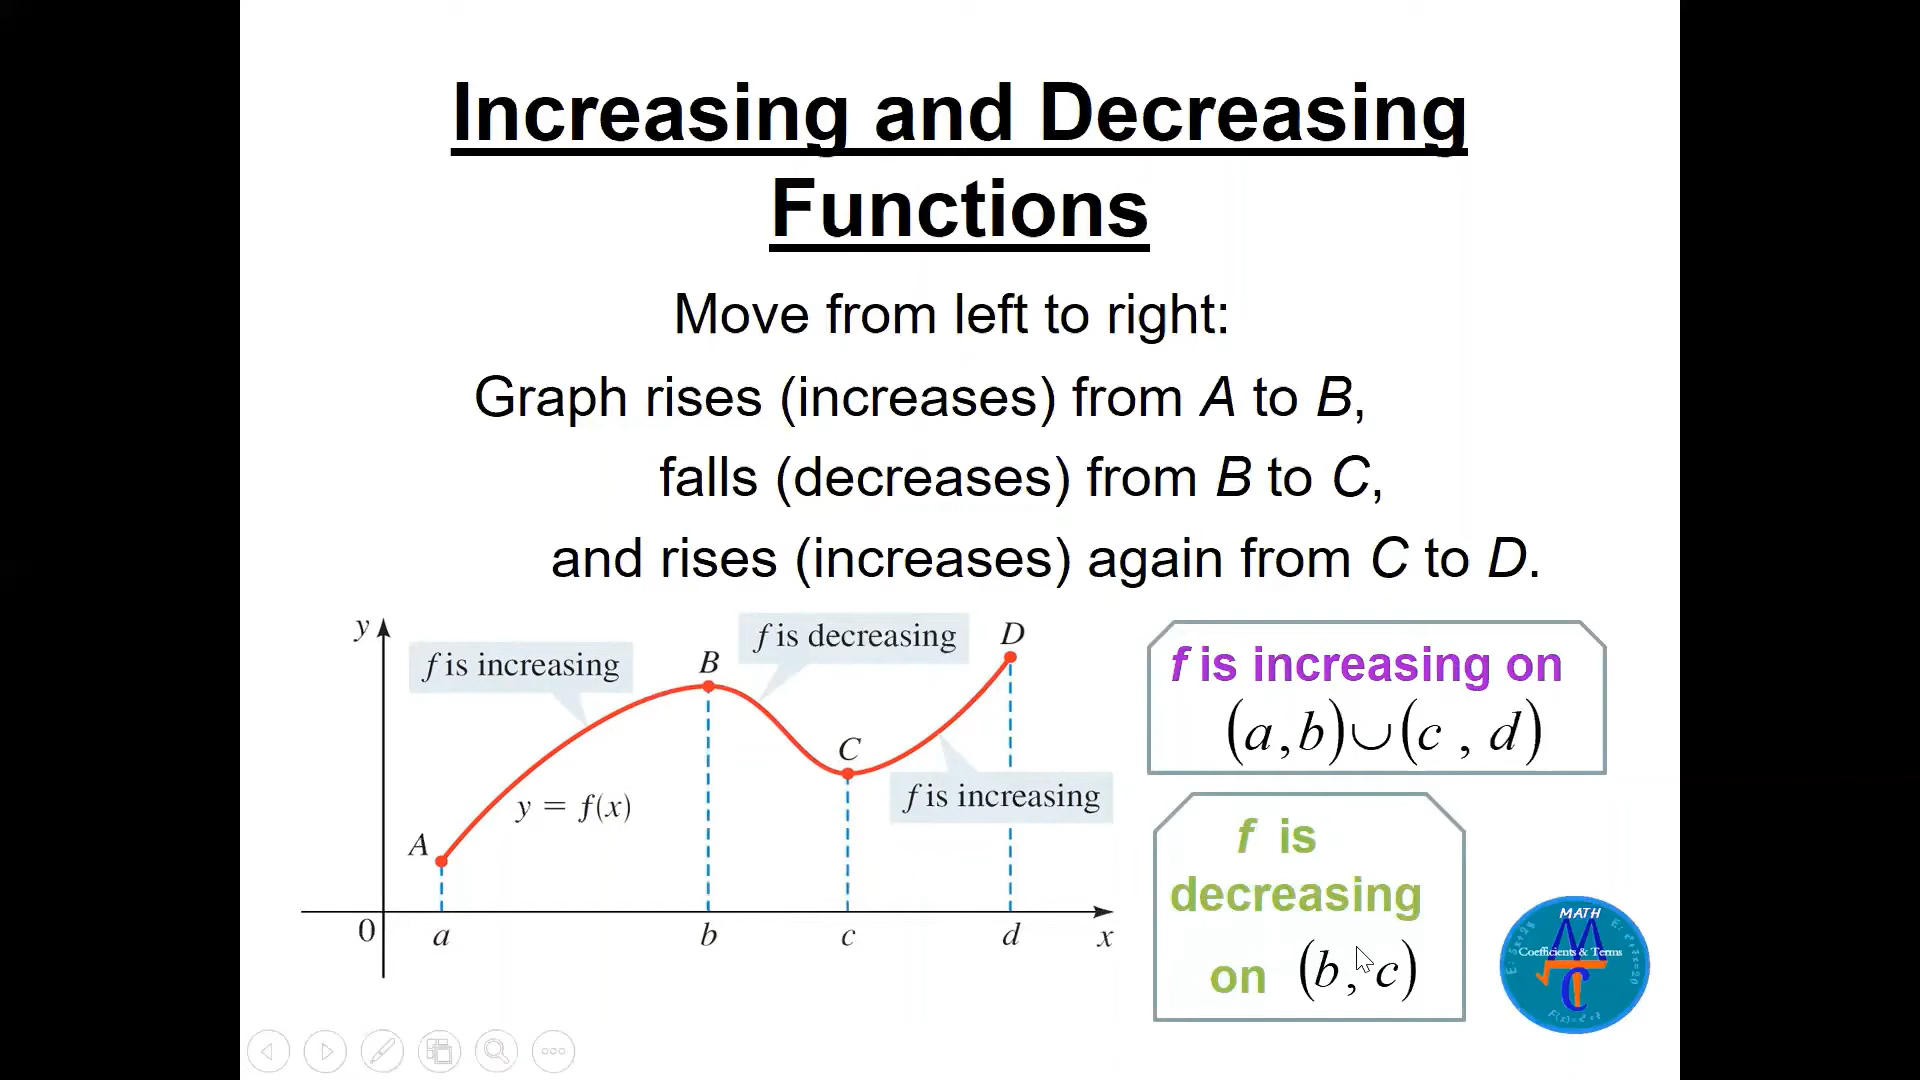 Increasing and Decreasing
Functions
Move from left to right:
Graph rises (increases) from A to B,
falls (decreases) from B to C,
and rises (increases) again from C to D.
y
f is increasing
B
f is decreasing
D
C
f is increasing
y = f(x)
A
0
a
b
c
d
x
f is increasing on
(a,b)∪(c , d)
f is
decreasing
on (b,c)
MATH
M
Coefficients & Terms
C